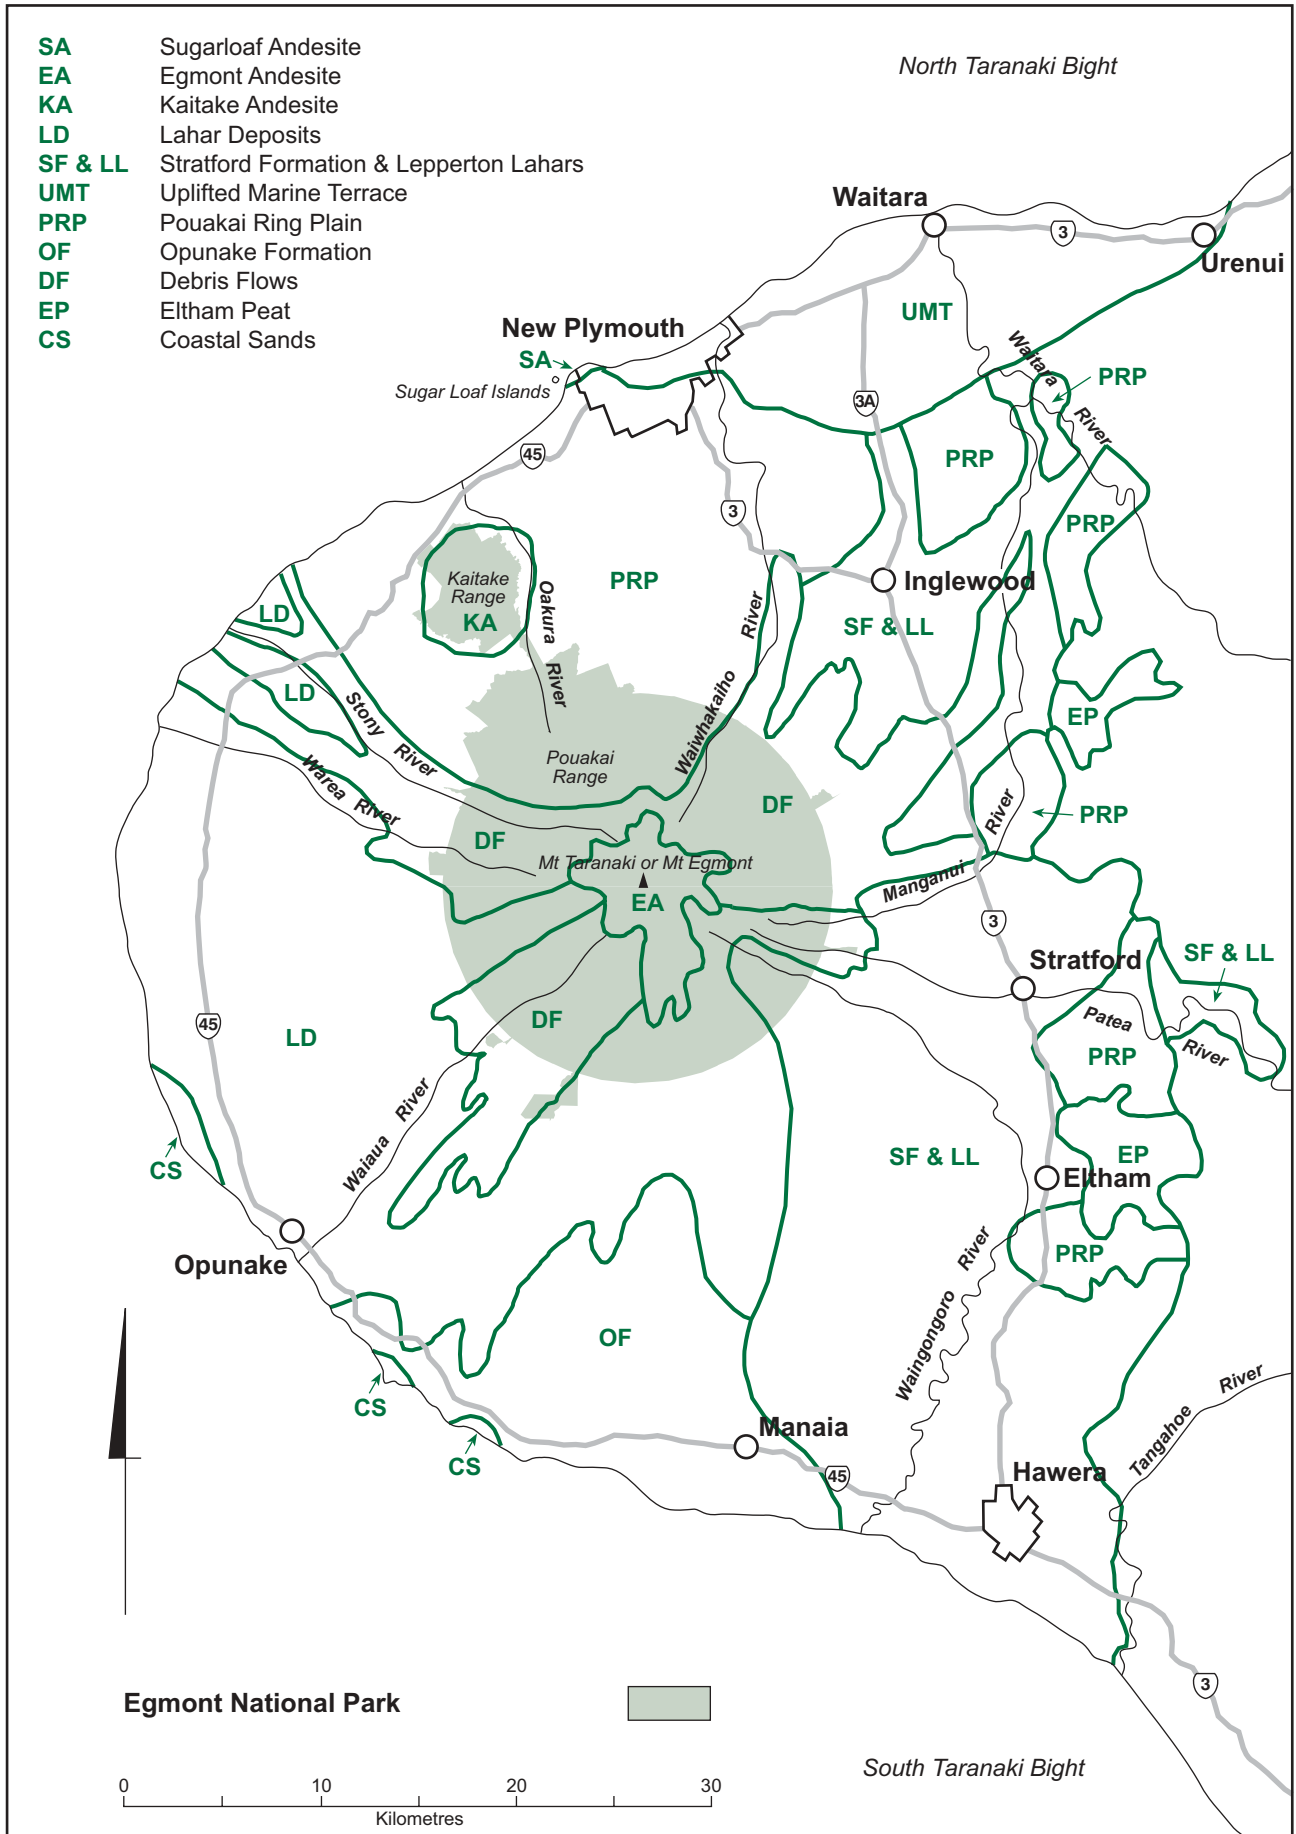 SA Sugarloaf Andesite
EA Egmont Andesite
KA Kaitake Andesite
LD Lahar Deposits
SF & LL Stratford Formation & Lepperton Lahars
UMT Uplifted Marine Terrace
PRP Pouakai Ring Plain
OF Opunake Formation
DF Debris Flows
EP Eltham Peat
CS Coastal Sands
North Taranaki Bight
Waitara
3
Urenui
UMT
New Plymouth
SA
Sugar Loaf Islands
Waitara
River
PRP
3A
45
PRP
3
PRP
Kaitake
Range
KA
Oakura
River
PRP
Inglewood
LD
River
SF & LL
LD
Stony
River
Waiwhakaiho
EP
Pouakai
Range
Warea River
DF
River
PRP
DF
Mt Taranaki or Mt Egmont
EA
Manganui
3
Stratford
SF & LL
45
LD
DF
Patea
River
PRP
Waiaua River
CS
SF & LL
EP
Eltham
Opunake
PRP
Waingongoro River
OF
CS
Tangahoe River
Manaia
CS
45
Hawera
3
Egmont National Park
South Taranaki Bight
0 10 20 30
Kilometres